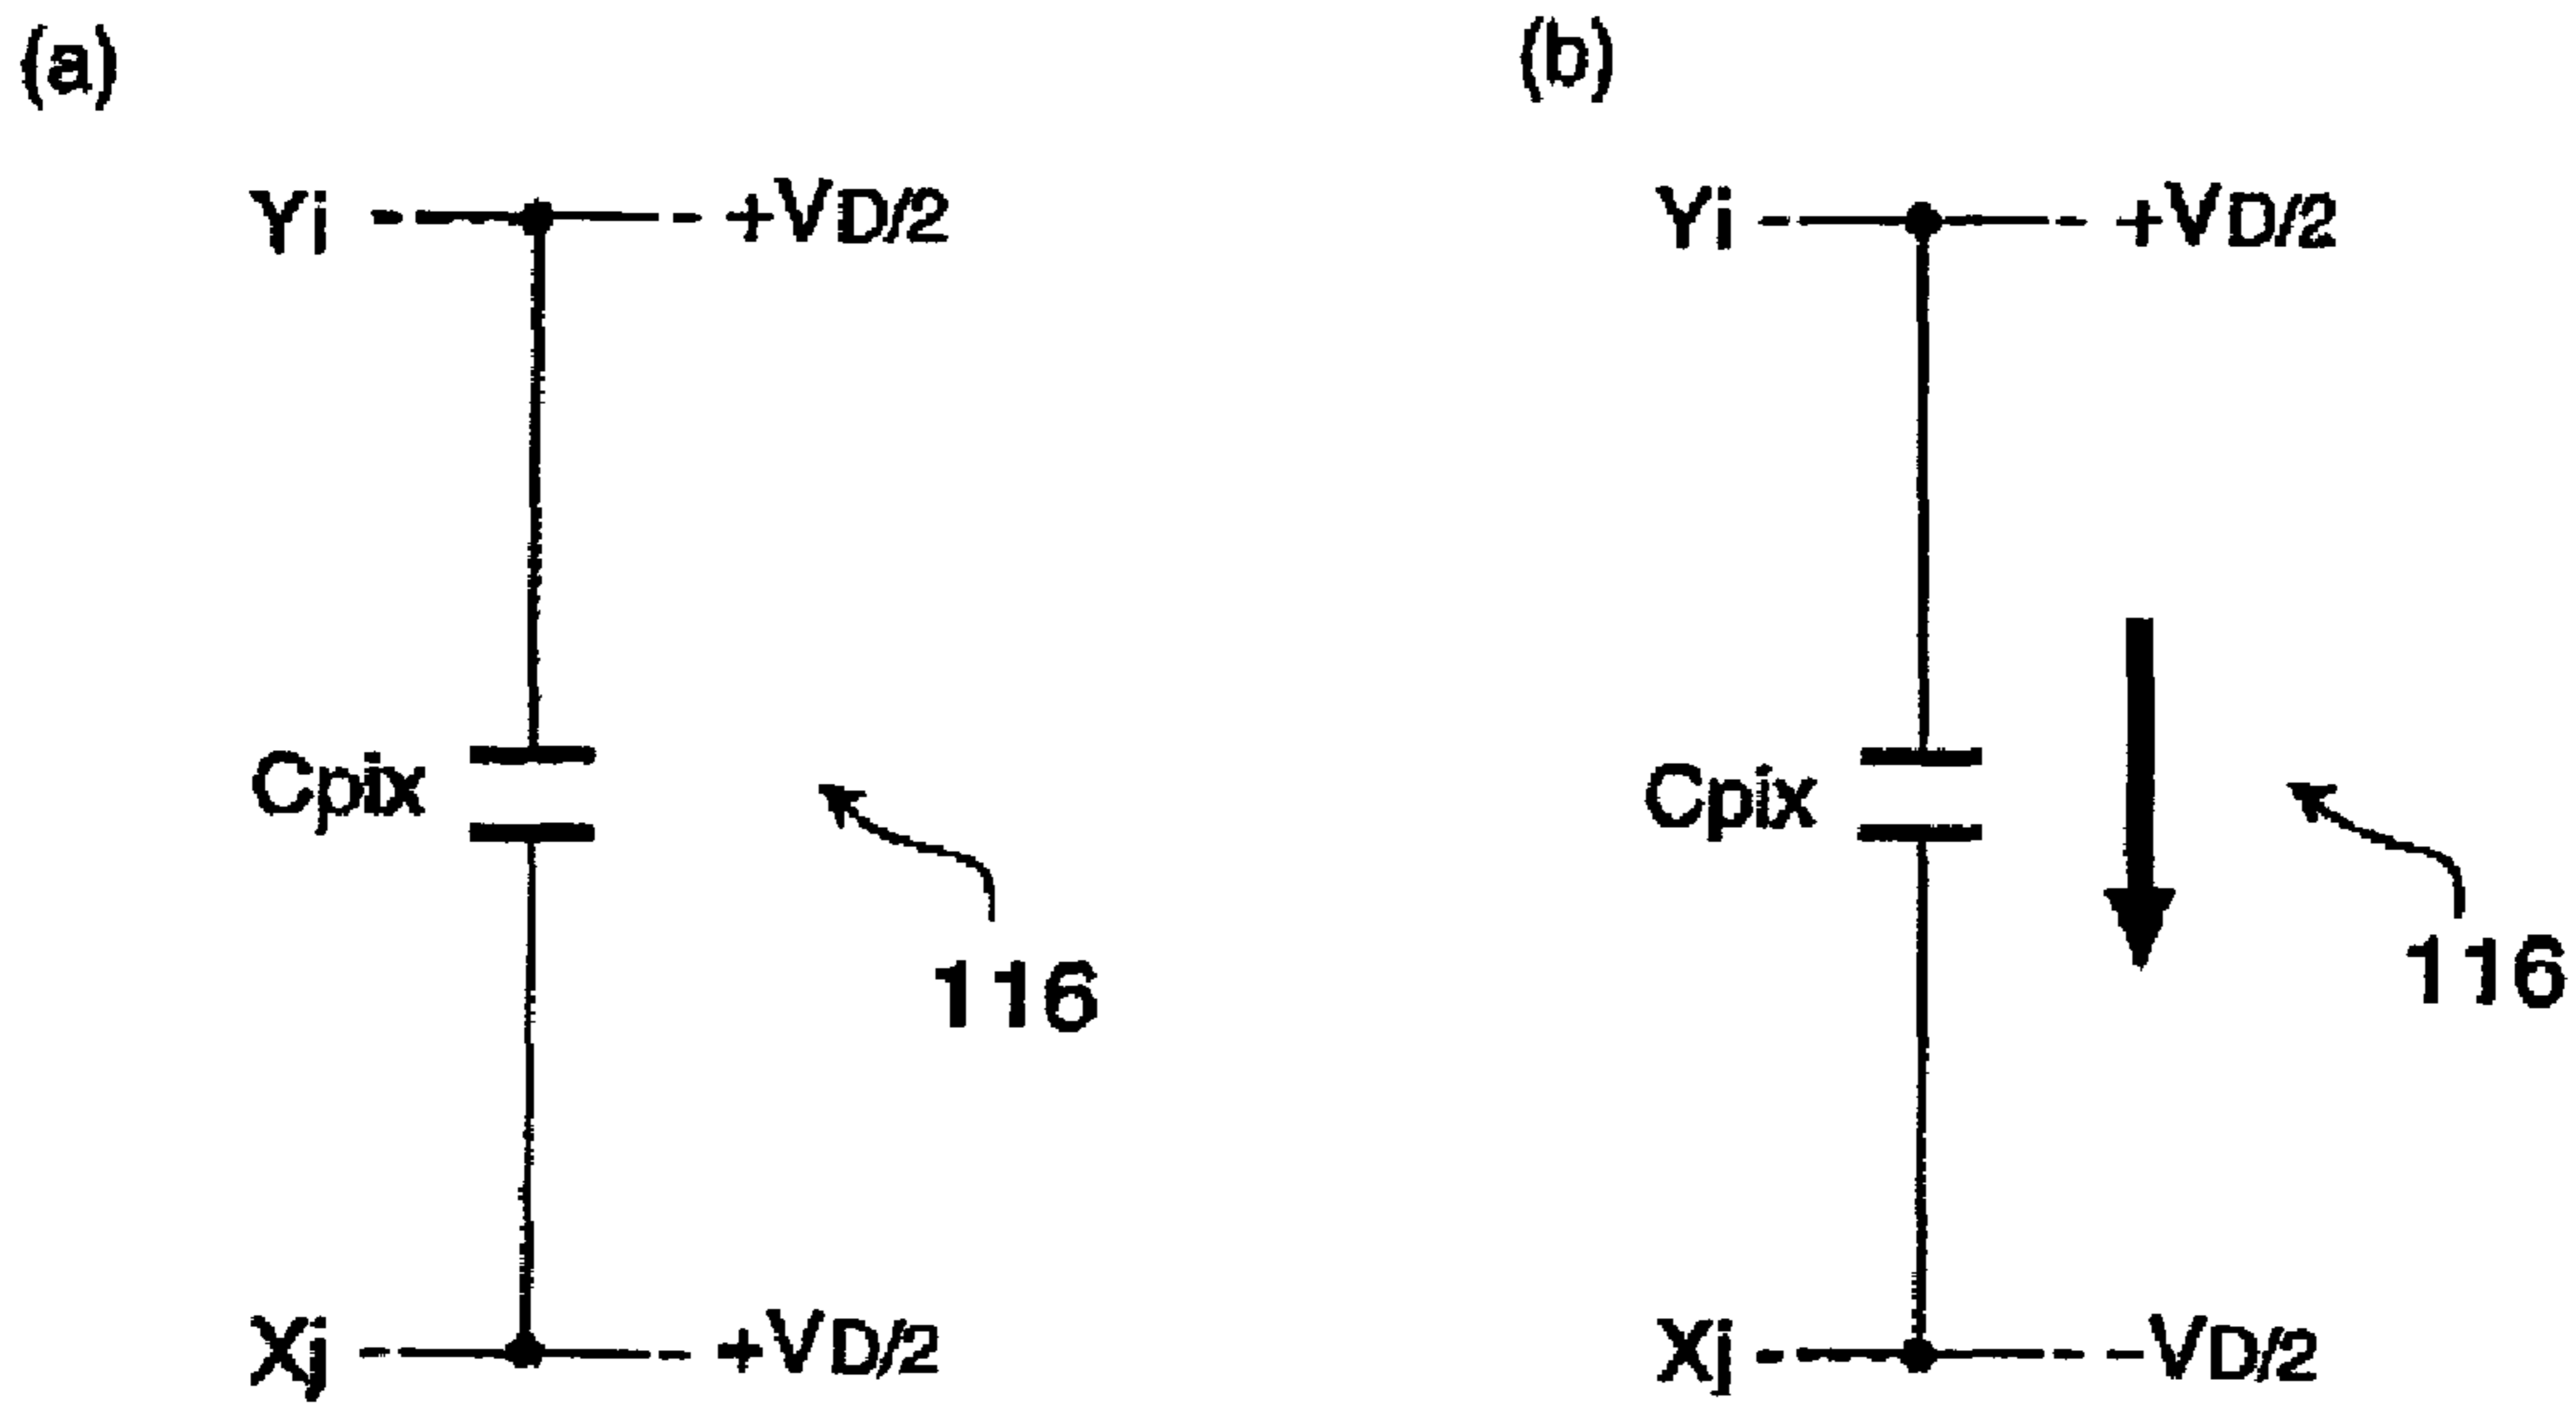 (a)
Yi +VD/2
Cpix
116
Xj +VD/2
(b)
Yi +VD/2
Cpix
116
Xj -VD/2